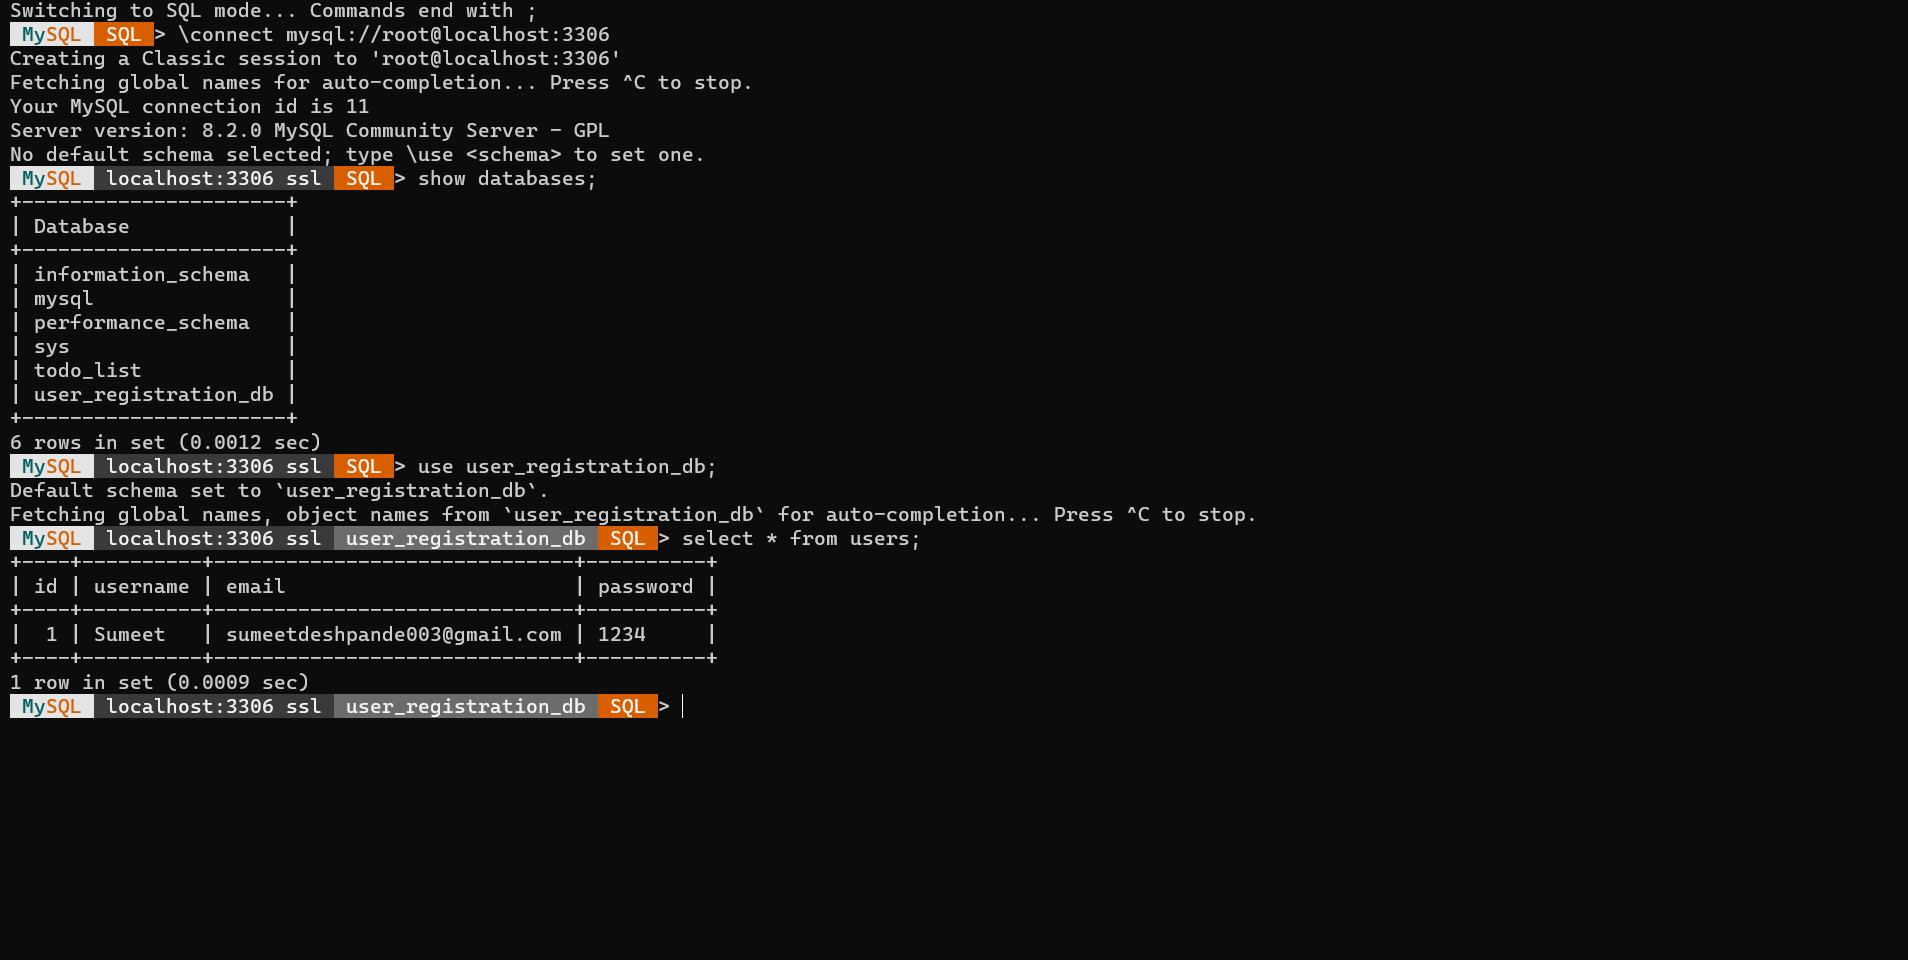 Switching to SQL mode... Commands end with ;
MySQL SQL > \connect mysql://root@localhost:3306
Creating a Classic session to 'root@localhost:3306'
Fetching global names for auto-completion... Press ^C to stop.
Your MySQL connection id is 11
Server version: 8.2.0 MySQL Community Server - GPL
No default schema selected; type \use <schema> to set one.
MySQL localhost:3306 ssl SQL > show databases;
+----------------------+
| Database             |
+----------------------+
| information_schema   |
| mysql                |
| performance_schema   |
| sys                  |
| todo_list            |
| user_registration_db |
+----------------------+
6 rows in set (0.0012 sec)
MySQL localhost:3306 ssl SQL > use user_registration_db;
Default schema set to `user_registration_db`.
Fetching global names, object names from `user_registration_db` for auto-completion... Press ^C to stop.
MySQL localhost:3306 ssl user_registration_db SQL > select * from users;
+----+----------+------------------------------+----------+
| id | username | email                        | password |
+----+----------+------------------------------+----------+
|  1 | Sumeet   | sumeetdeshpande003@gmail.com | 1234     |
+----+----------+------------------------------+----------+
1 row in set (0.0009 sec)
MySQL localhost:3306 ssl user_registration_db SQL >